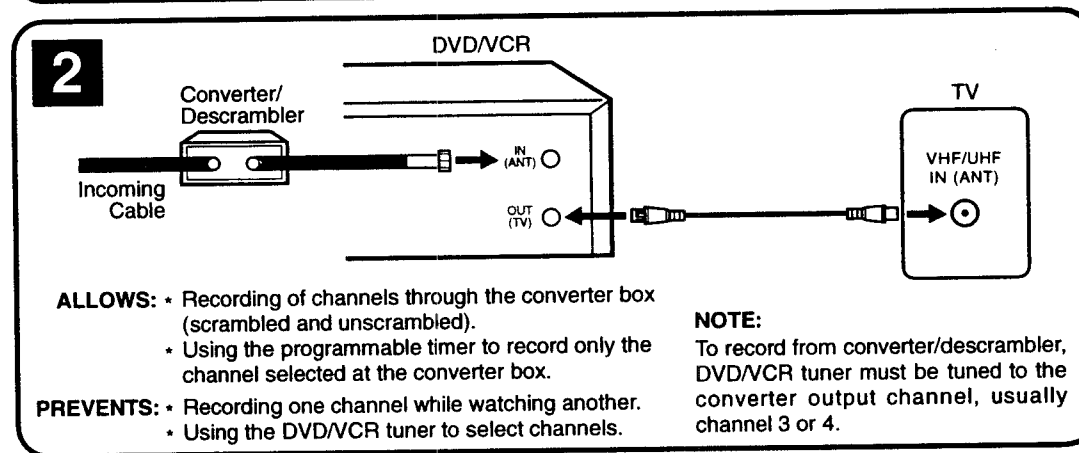 2
DVD/VCR
Converter/
Descrambler
TV
IN
(ANT)
VHF/UHF
IN (ANT)
Incoming
Cable
OUT
(TV)
ALLOWS: * Recording of channels through the converter box
(scrambled and unscrambled).
* Using the programmable timer to record only the
channel selected at the converter box.
PREVENTS: * Recording one channel while watching another.
* Using the DVD/VCR tuner to select channels.
NOTE:
To record from converter/descrambler,
DVD/VCR tuner must be tuned to the
converter output channel, usually
channel 3 or 4.